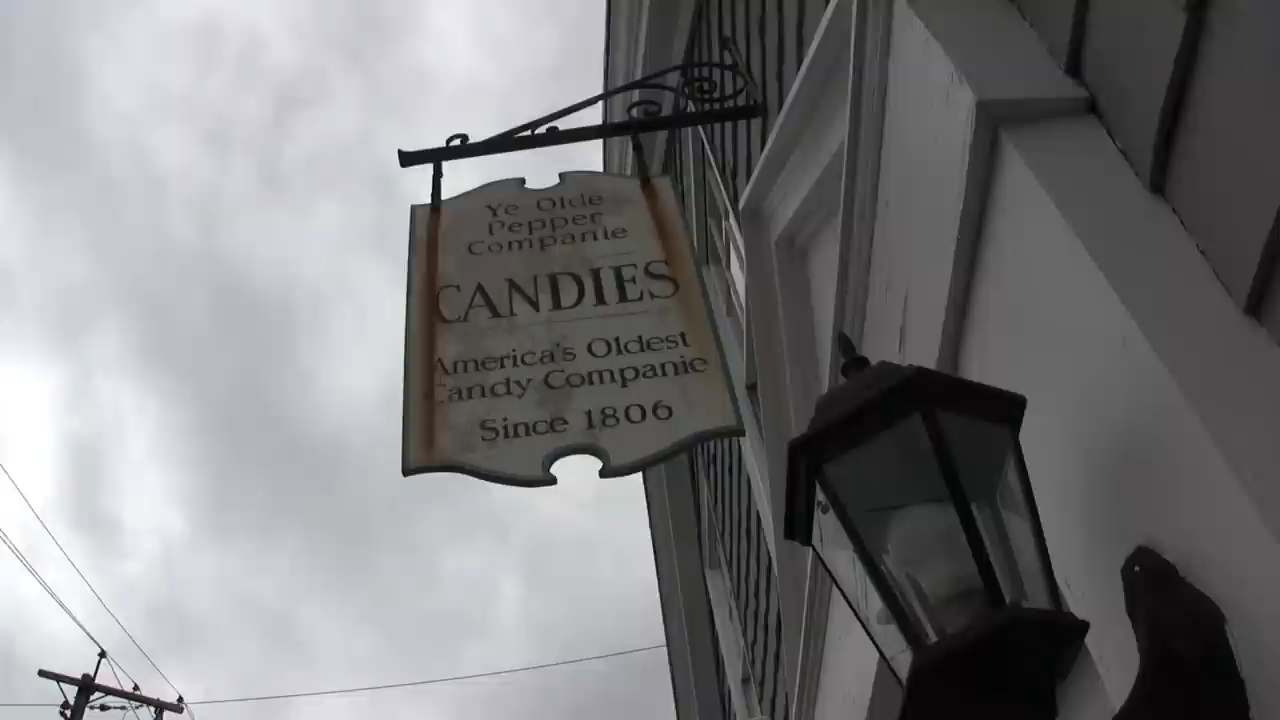 Ye Olde
Pepper
Companie
CANDIES
America's Oldest
Candy Companie
Since 1806